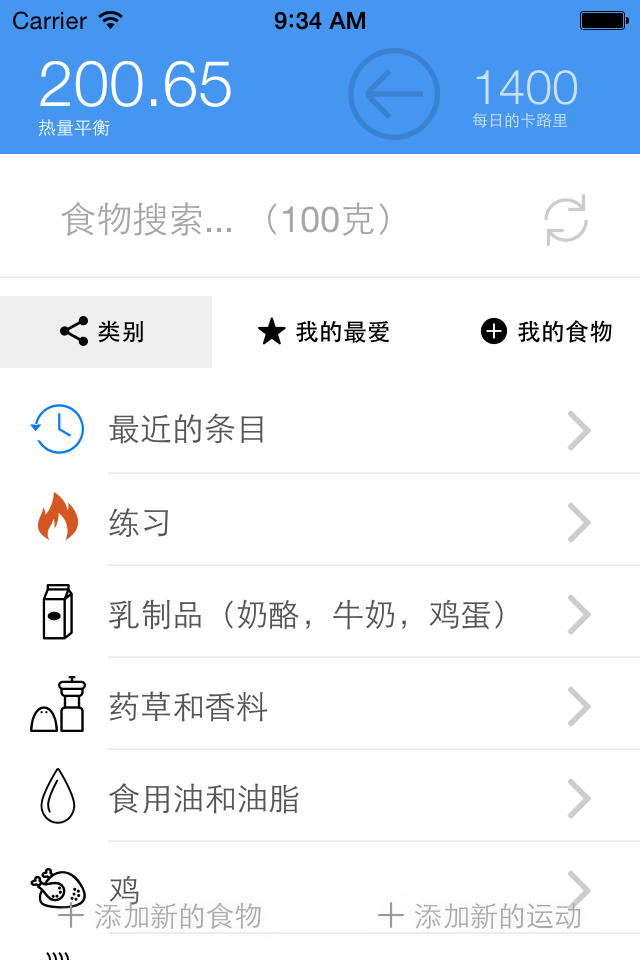 Carrier 9:34 AM
200.65 1400
热量平衡 每日的卡路里
食物搜索... （100克）
类别 我的最爱 我的食物
最近的条目
练习
乳制品（奶酪，牛奶，鸡蛋）
药草和香料
食用油和油脂
鸡
添加新的食物 添加新的运动